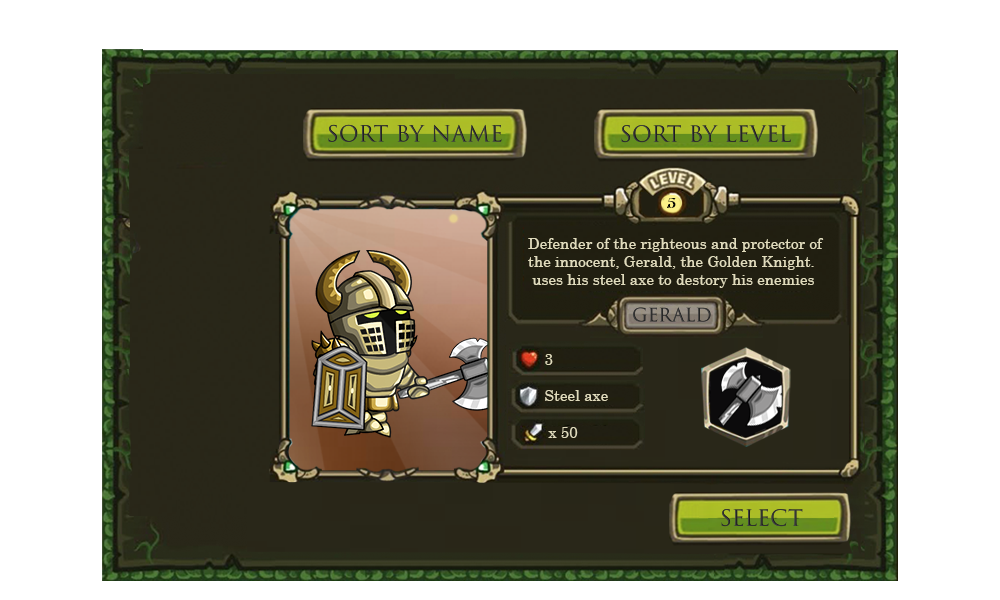 SORT BY NAME
SORT BY LEVEL
LEVEL
5
Defender of the righteous and protector of
the innocent, Gerald, the Golden Knight.
uses his steel axe to destory his enemies
GERALD
3
Steel axe
x 50
SELECT